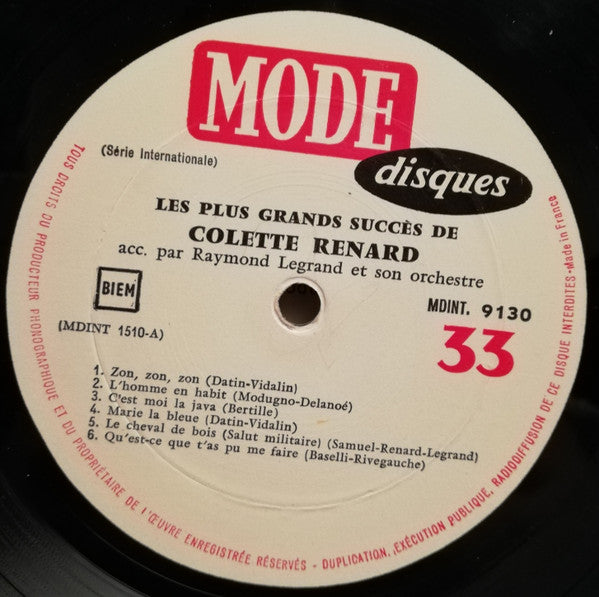 MODE
disques
(Série Internationale)
LES PLUS GRANDS SUCCÈS DE
COLETTE RENARD
acc. par Raymond Legrand et son orchestre
BIEM
MDINT. 9130
(MDINT 1510-A)
33
1. Zon, zon, zon (Datin-Vidalin)
2. L'homme en habit (Modugno-Delanoé)
3. C'est moi la java (Bertille)
4. Marie la bleue (Datin-Vidalin)
5. Le cheval de bois (Salut militaire) (Samuel-Renard-Legrand)
6. Qu'est-ce que t'as pu me faire (Baselli-Rivegauche)
TOUS DROITS DU PRODUCTEUR PHONOGRAPHIQUE ET DU PROPRIÉTAIRE DE L'ŒUVRE ENREGISTRÉE RÉSERVÉS - DUPLICATION, EXÉCUTION PUBLIQUE, RADIODIFFUSION DE CE DISQUE INTERDITES - Made in France